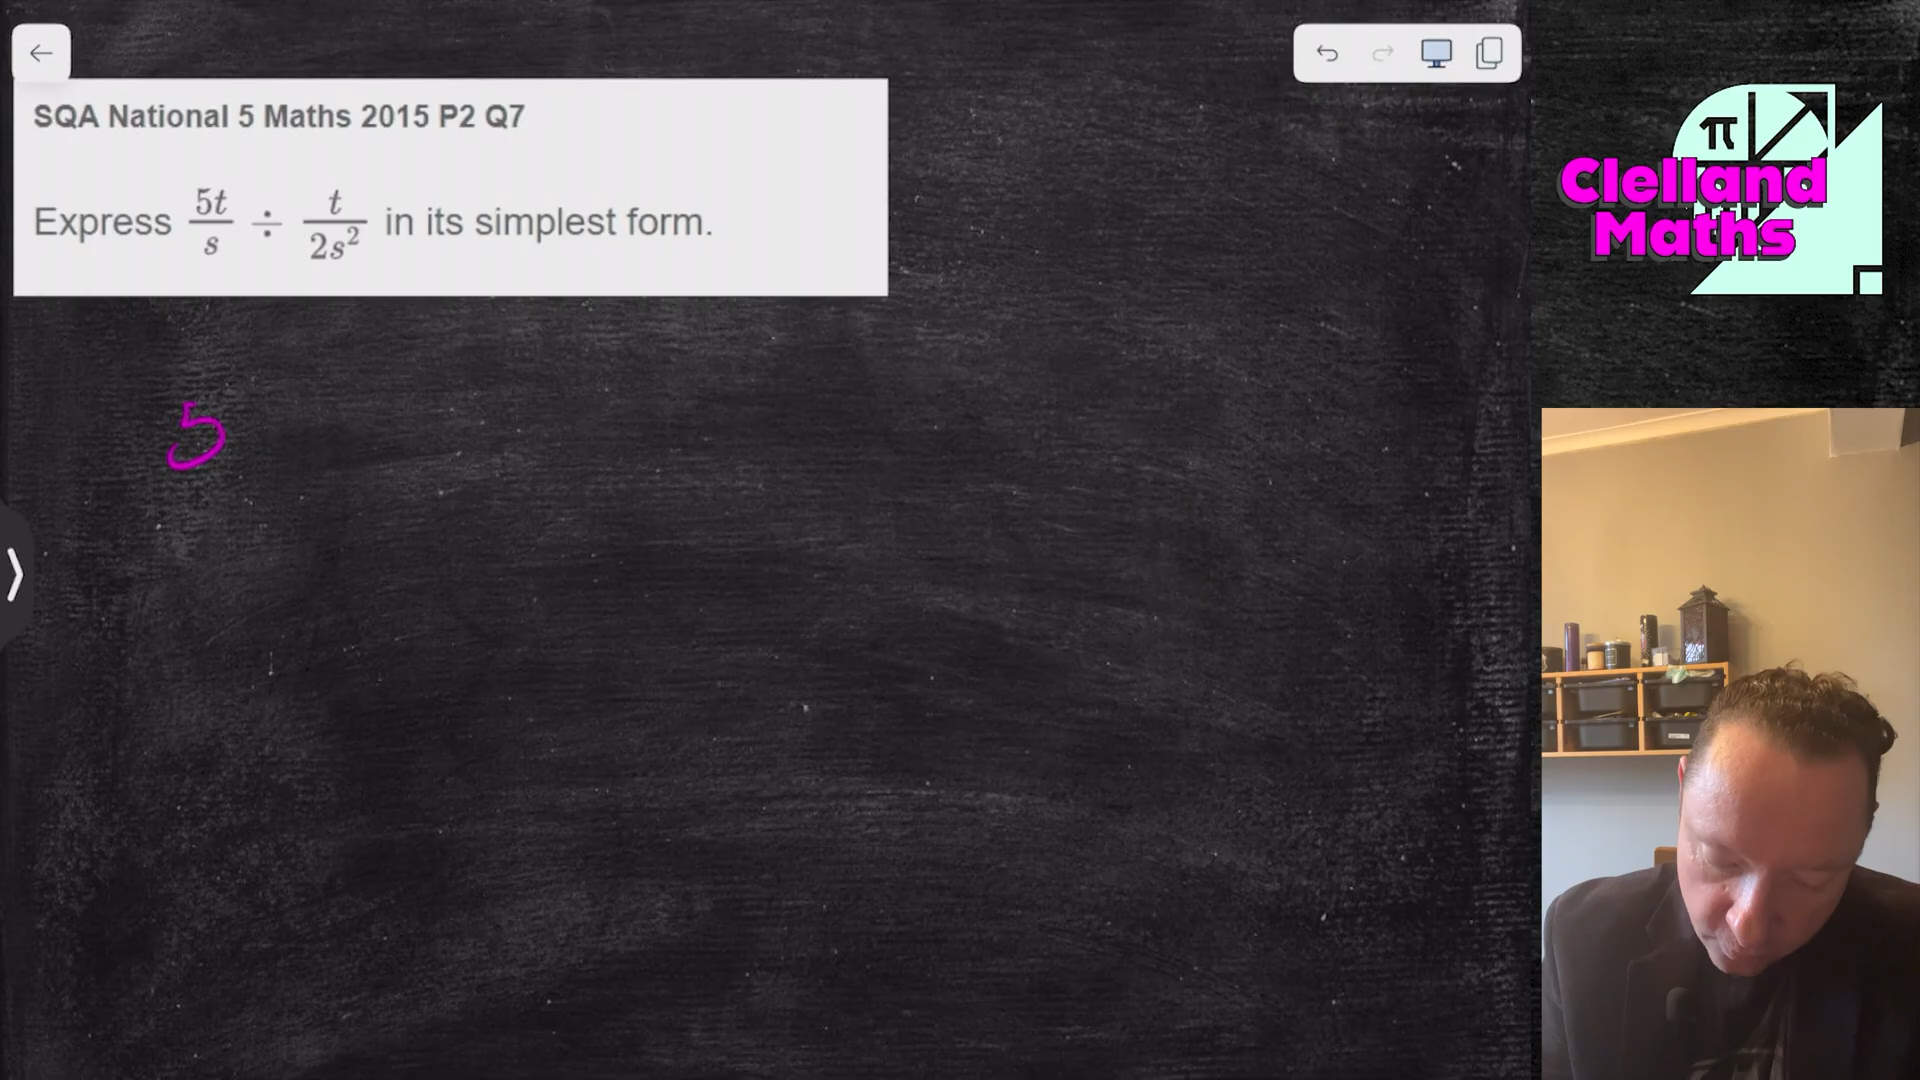 SQA National 5 Maths 2015 P2 Q7
Express 5t/s ÷ t/2s² in its simplest form.
5
π
Clelland
Maths